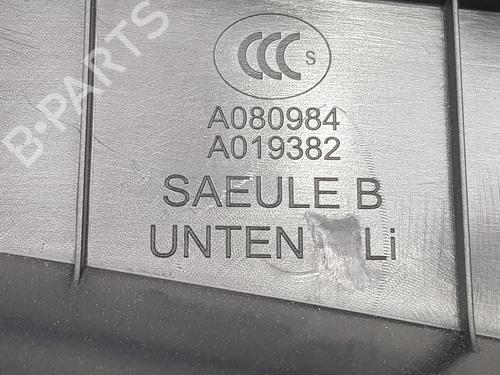 B-PARTS
CCC S
A080984
A019382
SAEULE B
UNTEN Li